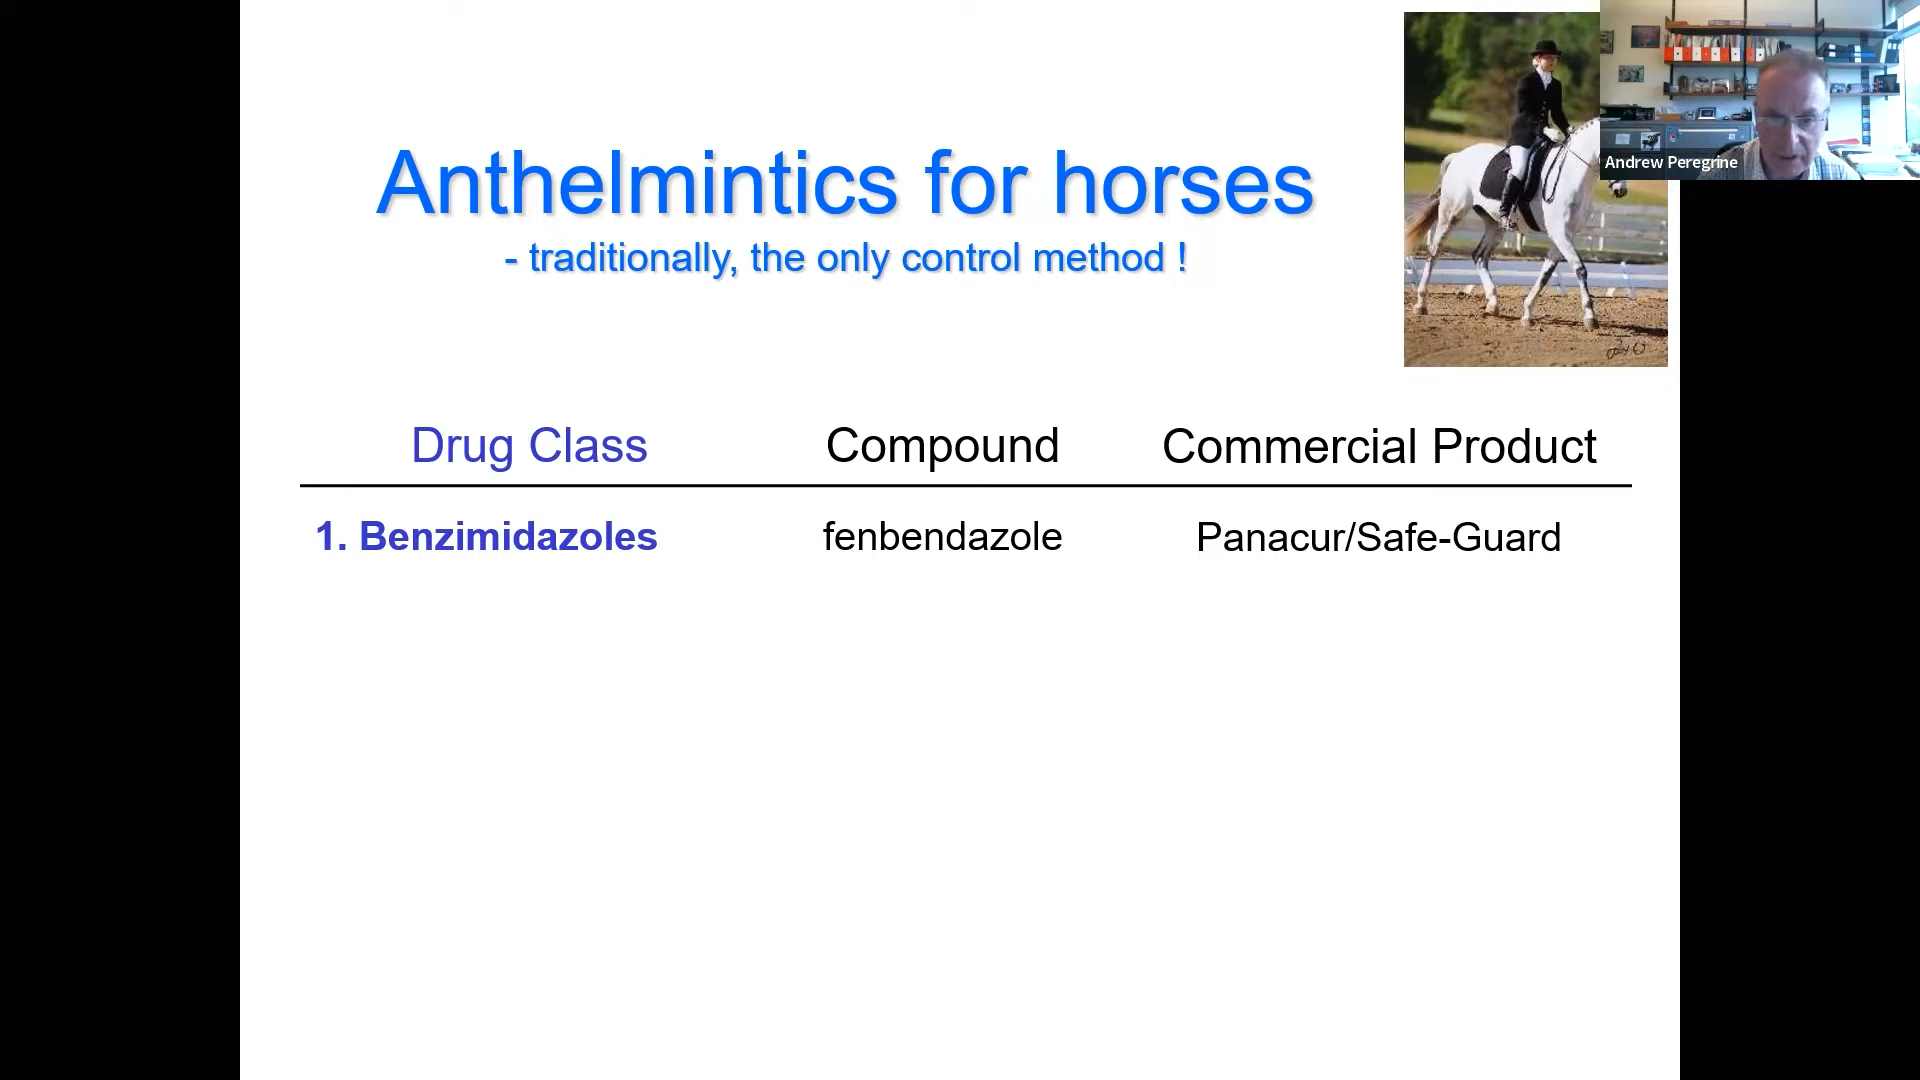 Anthelmintics for horses
- traditionally, the only control method !
Andrew Peregrine
Drug Class Compound Commercial Product
1. Benzimidazoles fenbendazole Panacur/Safe-Guard